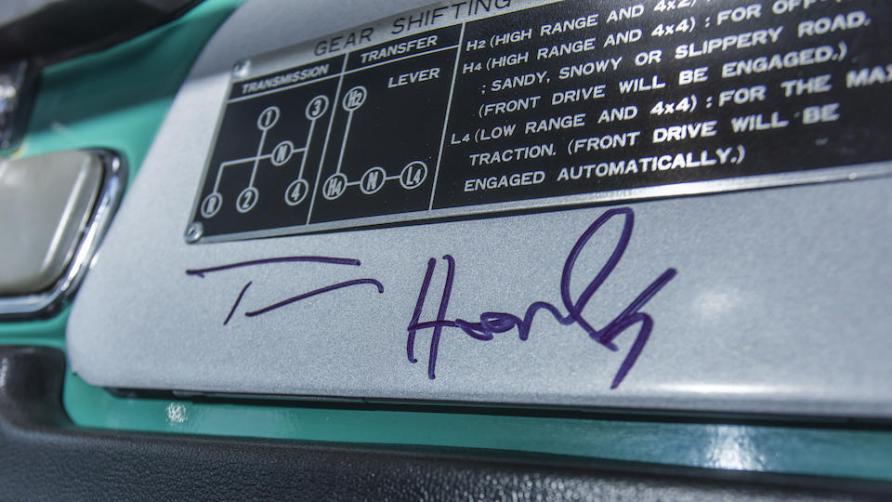 GEAR SHIFTING
TRANSMISSION
TRANSFER
LEVER
1 3
N
R 2 4
H2
H4 N L4
H2 (HIGH RANGE AND 4x2)
H4 (HIGH RANGE AND 4x4) : FOR OFF
; SANDY, SNOWY OR SLIPPERY ROAD.
(FRONT DRIVE WILL BE ENGAGED.)
L4 (LOW RANGE AND 4x4) : FOR THE MAX
TRACTION. (FRONT DRIVE WILL BE
ENGAGED AUTOMATICALLY.)